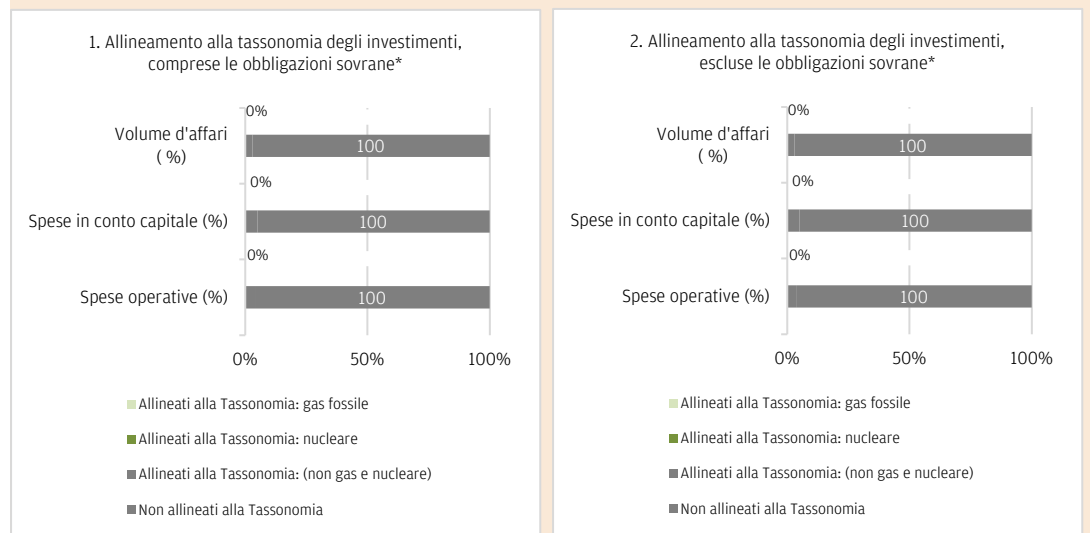 1. Allineamento alla tassonomia degli investimenti,
comprese le obbligazioni sovrane*
0%
Volume d'affari
( %)
100
0%
Spese in conto capitale (%)
100
0%
Spese operative (%)
100
0%
50%
100%
Allineati alla Tassonomia: gas fossile
Allineati alla Tassonomia: nucleare
Allineati alla Tassonomia: (non gas e nucleare)
Non allineati alla Tassonomia
2. Allineamento alla tassonomia degli investimenti,
escluse le obbligazioni sovrane*
0%
Volume d'affari
( %)
100
0%
Spese in conto capitale (%)
100
0%
Spese operative (%)
100
0%
50%
100%
Allineati alla Tassonomia: gas fossile
Allineati alla Tassonomia: nucleare
Allineati alla Tassonomia: (non gas e nucleare)
Non allineati alla Tassonomia